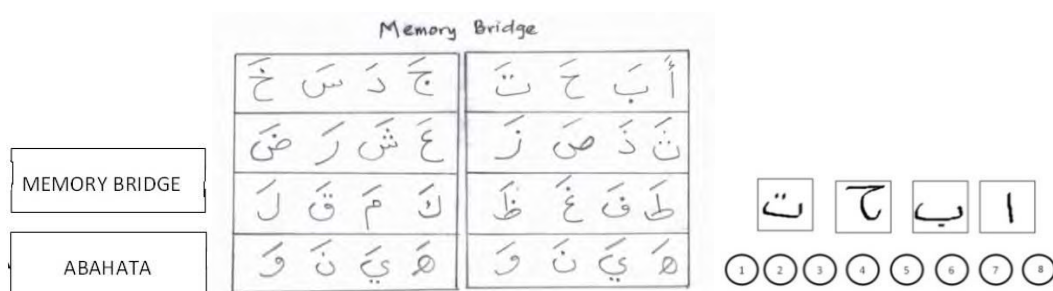 Memory Bridge
أَ بَ حَ تَ
ثَ ذَ صَ زَ
طَ فَ غَ ظَ
هَ يَ نَ وَ
جَ دَ سَ خَ
عَ شَ رَ ضَ
كَ مَ قَ لَ
هَ يَ نَ وَ
MEMORY BRIDGE
ABAHATA
ا ب ح ت
1 2 3 4 5 6 7 8